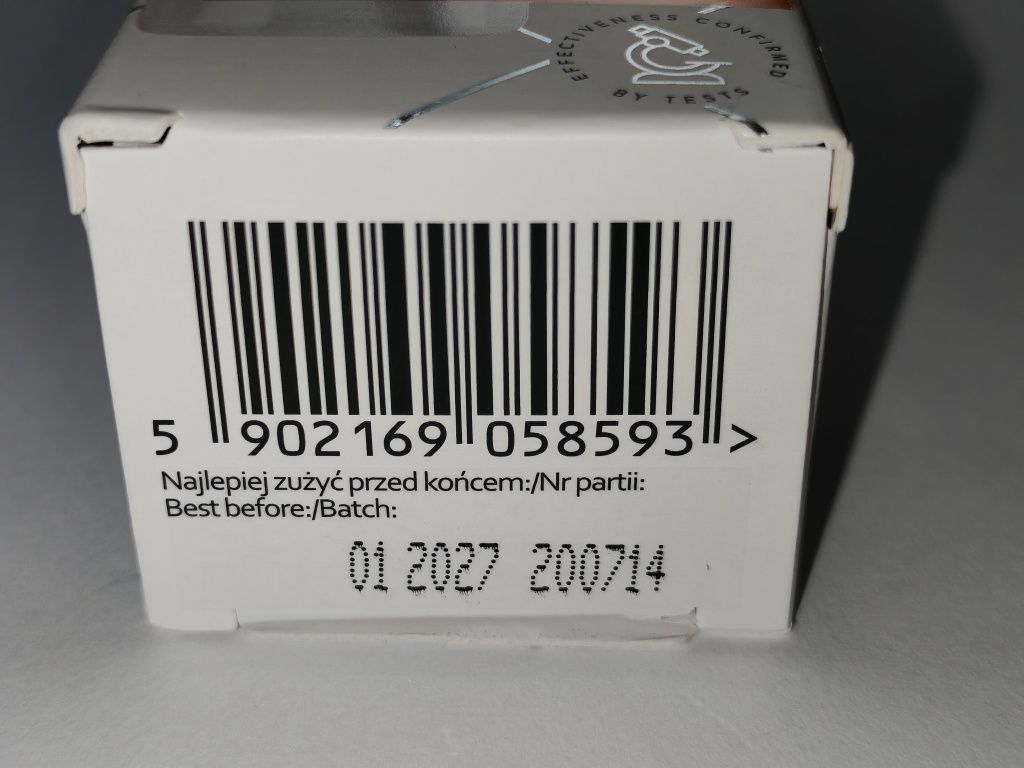 EFFECTIVENESS CONFIRMED
BY TESTS
5 902169 058593 >
Najlepiej zużyć przed końcem:/Nr partii:
Best before:/Batch:
01 2027 200714